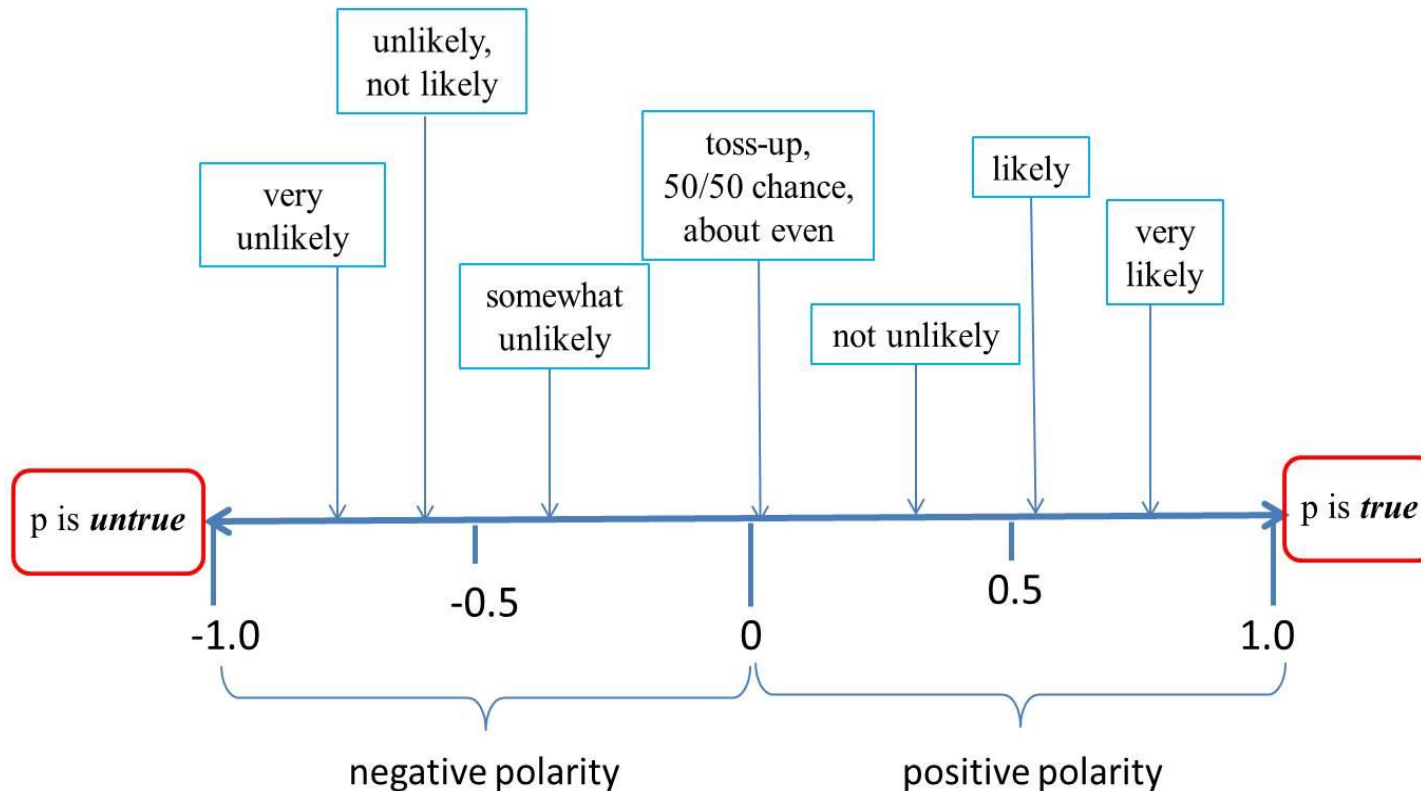 unlikely,
not likely
very
unlikely
somewhat
unlikely
toss-up,
50/50 chance,
about even
not unlikely
likely
very
likely
p is untrue
p is true
-1.0
-0.5
0
0.5
1.0
negative polarity
positive polarity